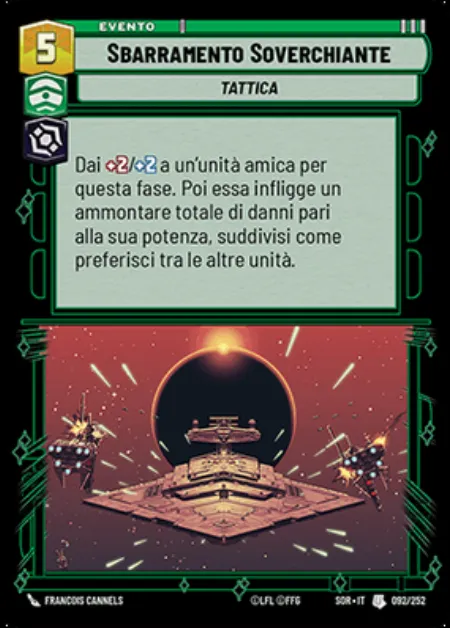 EVENTO
5
SBARRAMENTO SOVERCHIANTE
TATTICA
Dai +2/+2 a un'unità amica per
questa fase. Poi essa infligge un
ammontare totale di danni pari
alla sua potenza, suddivisi come
preferisci tra le altre unità.
FRANCOIS CANNELS
©LFL ©FFG
SOR • IT
092/252